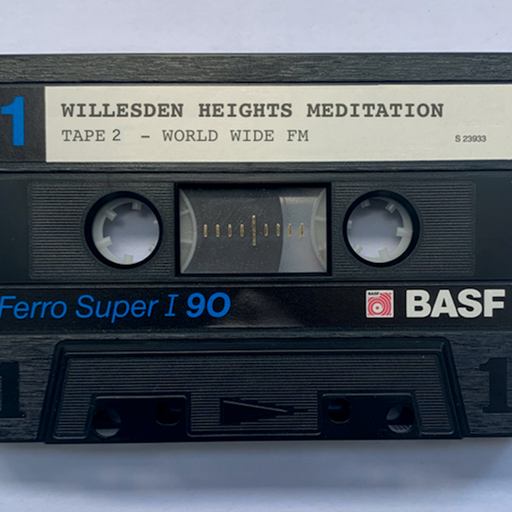 1
WILLESDEN HEIGHTS MEDITATION
TAPE 2 - WORLD WIDE FM
S 23933
Ferro Super I 90
BASF
BASF
1
1